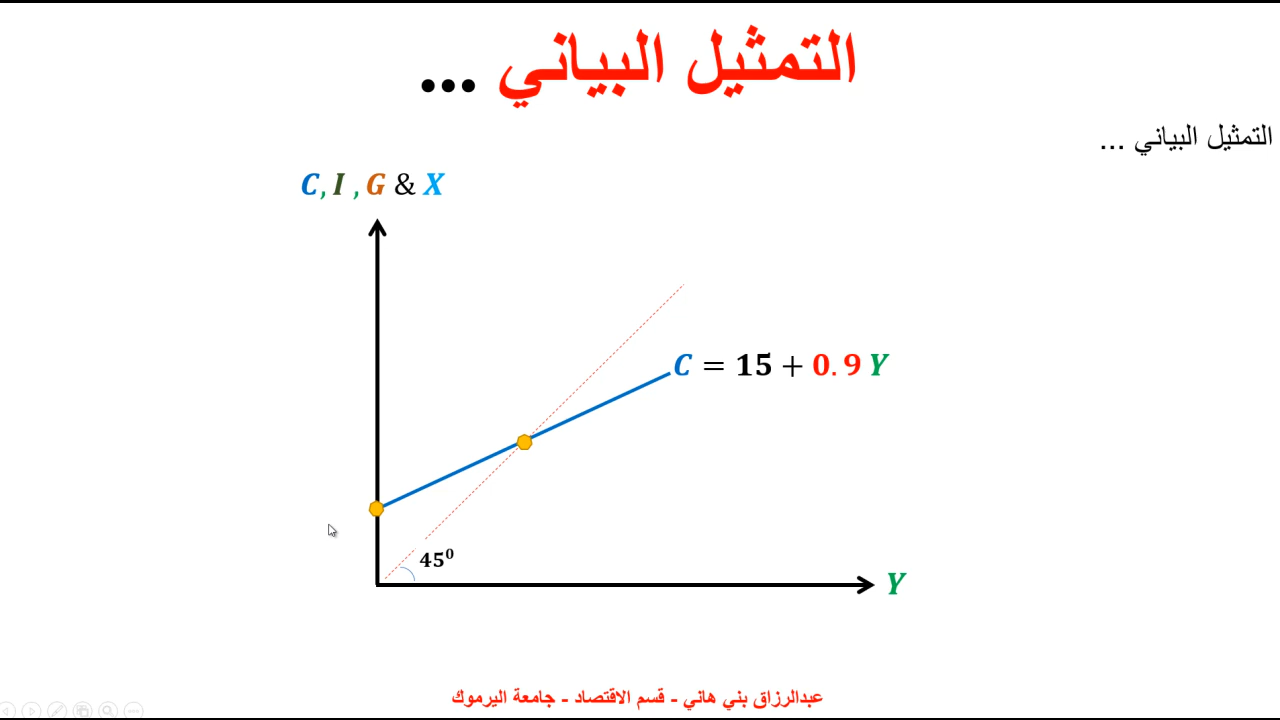 التمثيل البياني ...
التمثيل البياني ...
C, I , G & X
C = 15 + 0.9 Y
45⁰
Y
عبدالرزاق بني هاني - قسم الاقتصاد - جامعة اليرموك